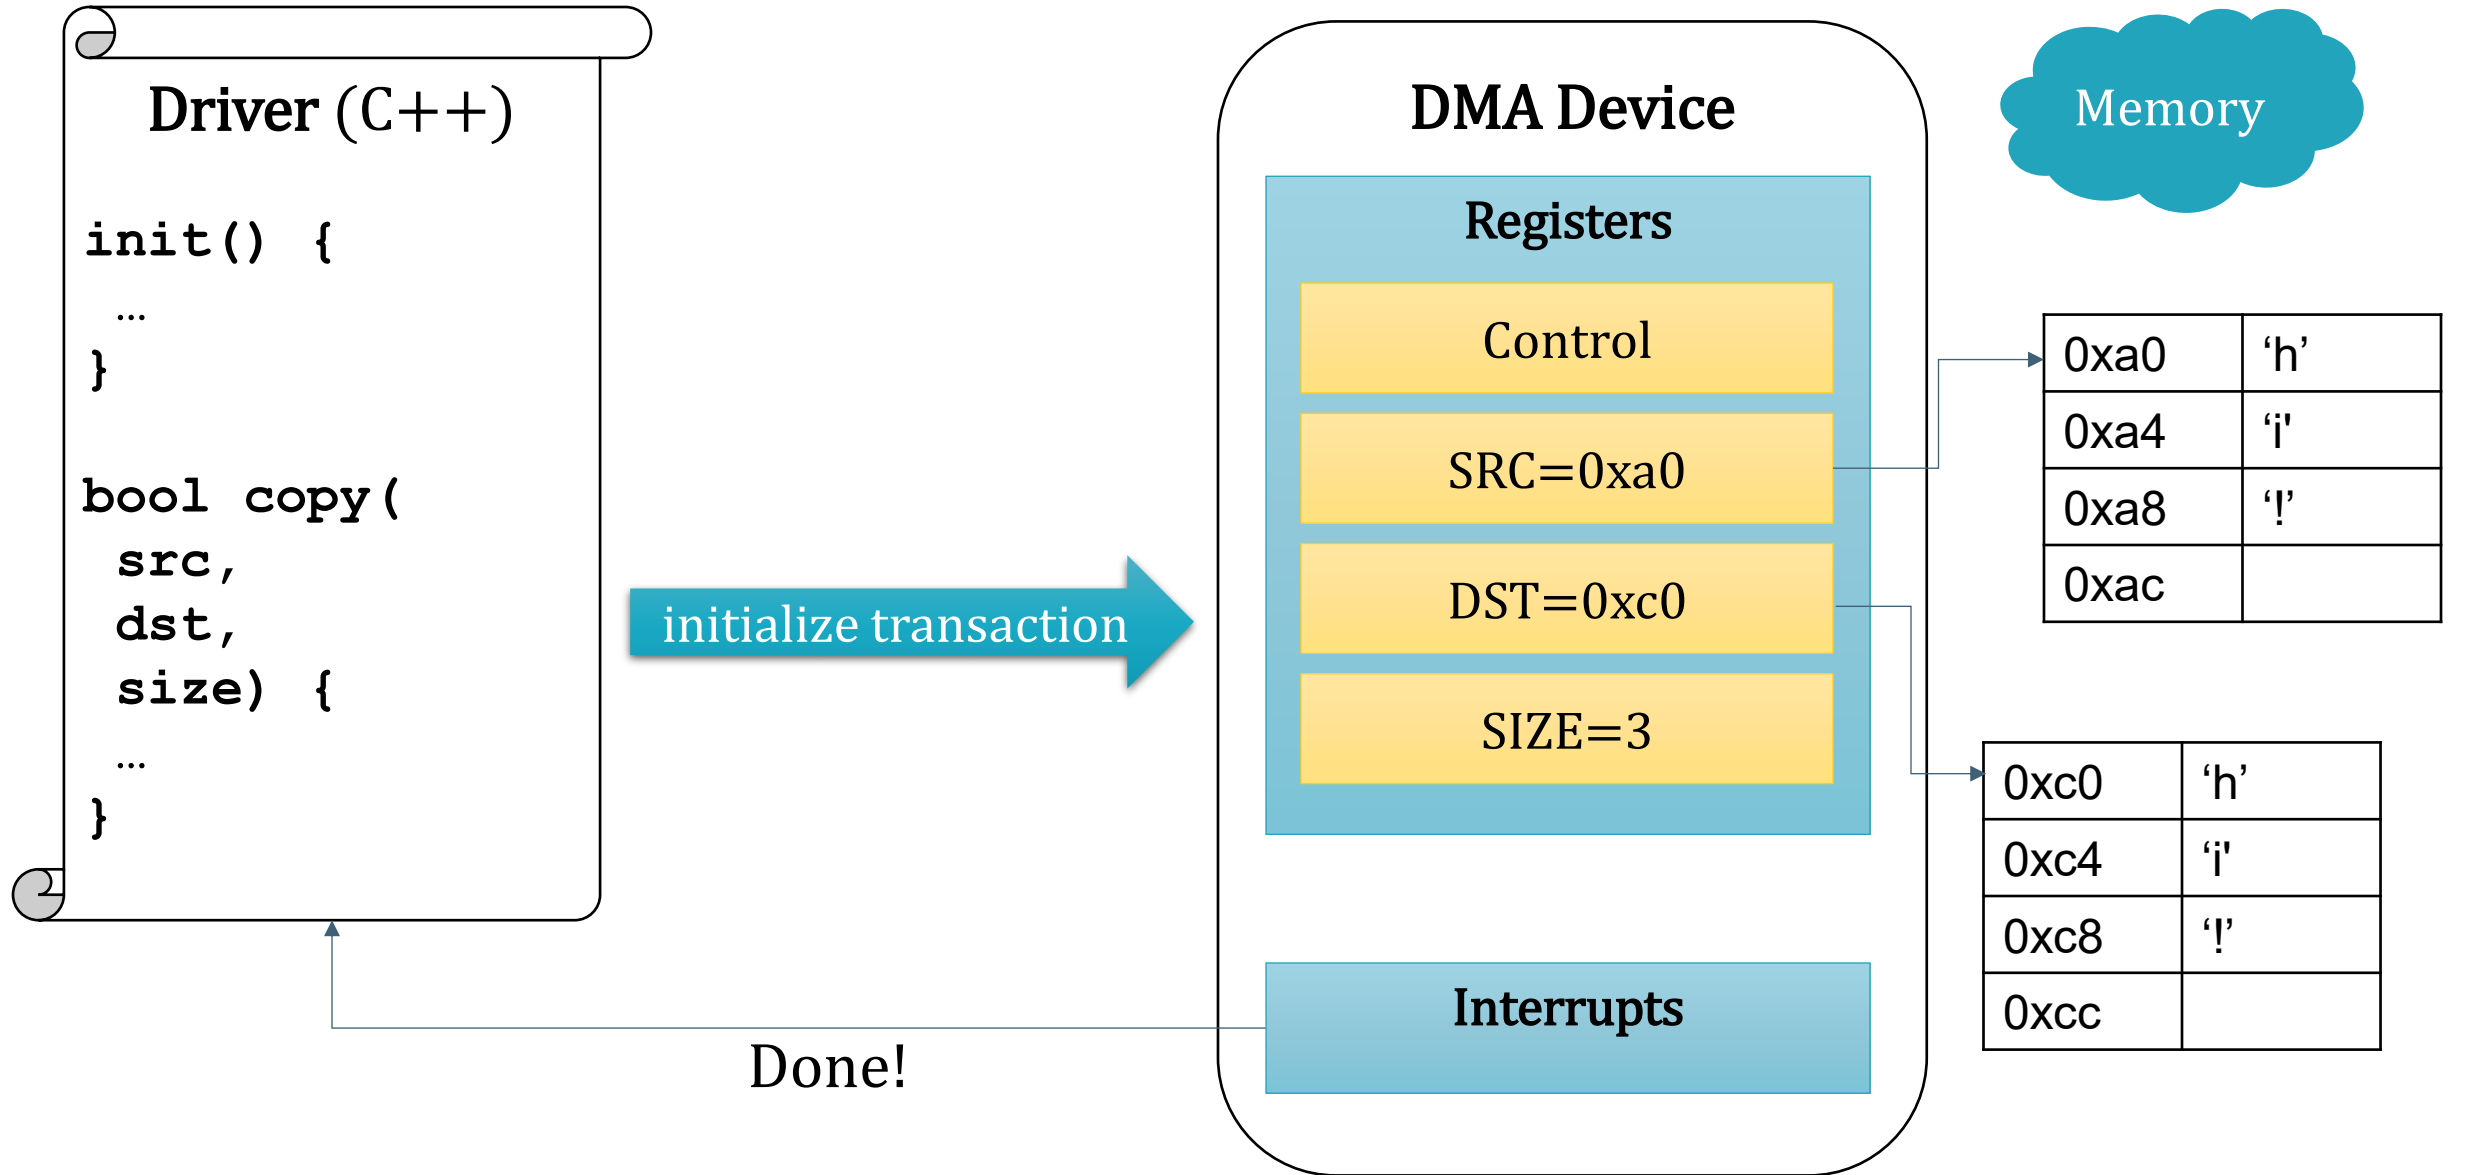 Driver (C++)
init() {
…
}
bool copy(
src,
dst,
size) {
…
}
initialize transaction
Done!
DMA Device
Registers
Control
SRC=0xa0
DST=0xc0
SIZE=3
Interrupts
Memory
0xa0 ‘h’
0xa4 ‘i'
0xa8 ‘!’
0xac
0xc0 ‘h’
0xc4 ‘i'
0xc8 ‘!’
0xcc